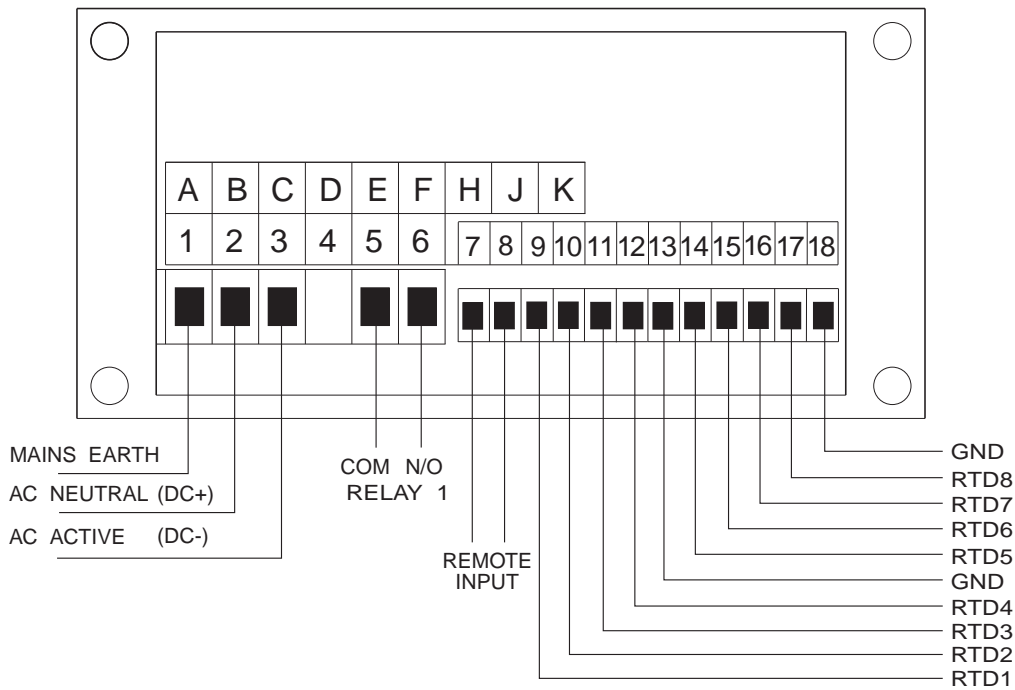 A B C D E F H J K
1 2 3 4 5 6 7 8 9 10 11 12 13 14 15 16 17 18
MAINS EARTH
AC NEUTRAL (DC+)
AC ACTIVE (DC-)
COM N/O
RELAY 1
REMOTE
INPUT
GND
RTD8
RTD7
RTD6
RTD5
GND
RTD4
RTD3
RTD2
RTD1